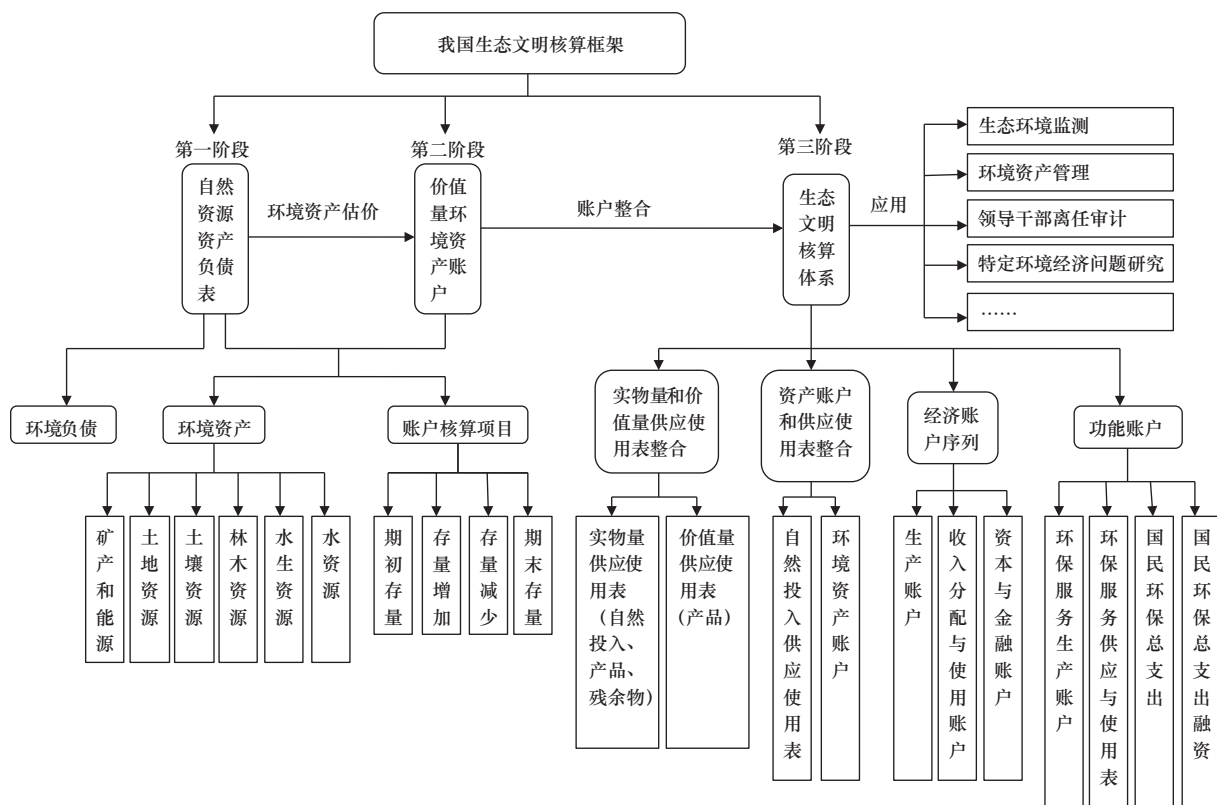 我国生态文明核算框架
第一阶段
第二阶段
第三阶段
自然
资源
资产
负债
表
环境资产估价
价值
量环
境资
产账
户
账户整合
生态
文明
核算
体系
应用
生态环境监测
环境资产管理
领导干部离任审计
特定环境经济问题研究
……
环境负债
环境资产
账户核算项目
实物量和价
值量供应使
用表整合
资产账户
和供应使
用表整合
经济账
户序列
功能账户
矿产和能源
土地资源
土壤资源
林木资源
水生资源
水资源
期初存量
存量增加
存量减少
期末存量
实物量
供应使
用表
（自然
投入、
产品、
残余物）
价值量
供应使
用表
（产品）
自然投入供应使用表
环境资产账户
生产账户
收入分配与使用账户
资本与金融账户
环保服务生产账户
环保服务供应与使用表
国民环保总支出
国民环保总支出融资